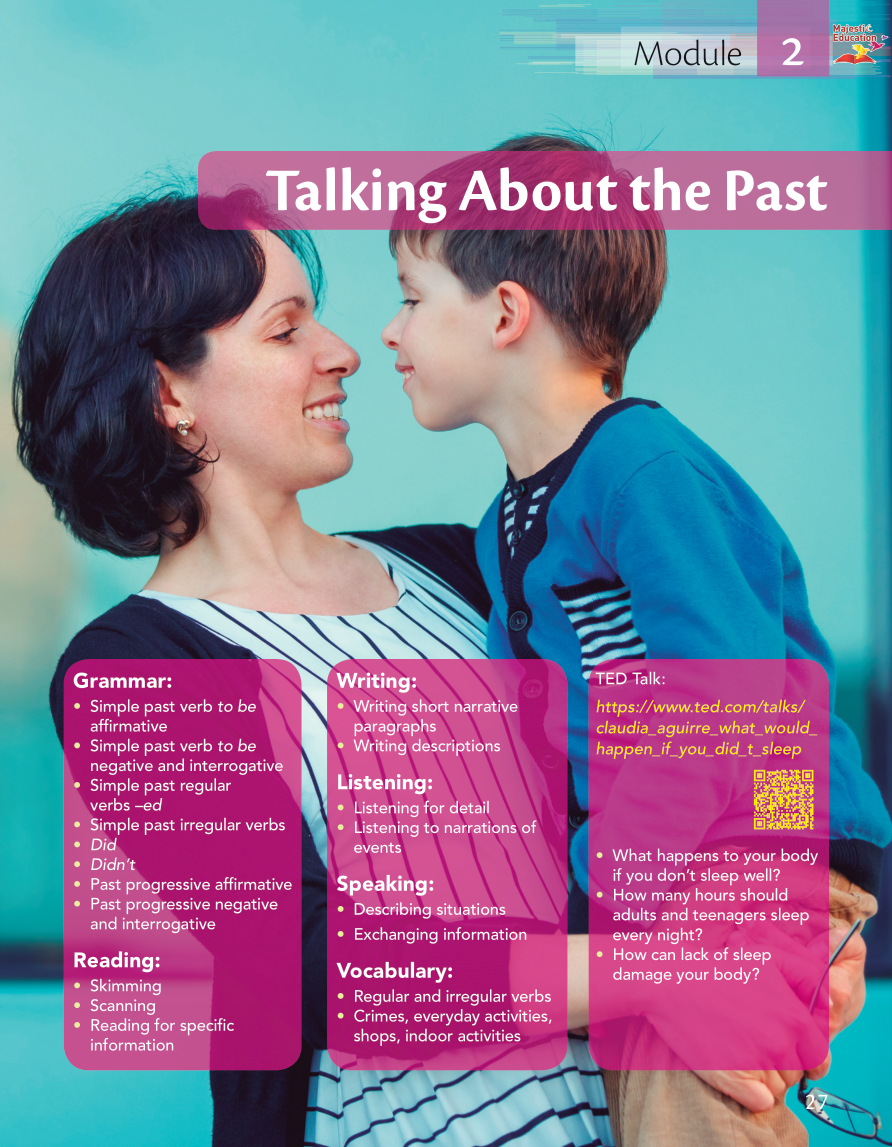 Module 2
Majestic
Education
Talking About the Past
Grammar:
• Simple past verb to be
affirmative
• Simple past verb to be
negative and interrogative
• Simple past regular
verbs –ed
• Simple past irregular verbs
• Did
• Didn’t
• Past progressive affirmative
• Past progressive negative
and interrogative
Reading:
• Skimming
• Scanning
• Reading for specific
information
Writing:
• Writing short narrative
paragraphs
• Writing descriptions
Listening:
• Listening for detail
• Listening to narrations of
events
Speaking:
• Describing situations
• Exchanging information
Vocabulary:
• Regular and irregular verbs
• Crimes, everyday activities,
shops, indoor activities
TED Talk:
https://www.ted.com/talks/
claudia_aguirre_what_would_
happen_if_you_did_t_sleep
• What happens to your body
if you don’t sleep well?
• How many hours should
adults and teenagers sleep
every night?
• How can lack of sleep
damage your body?
27